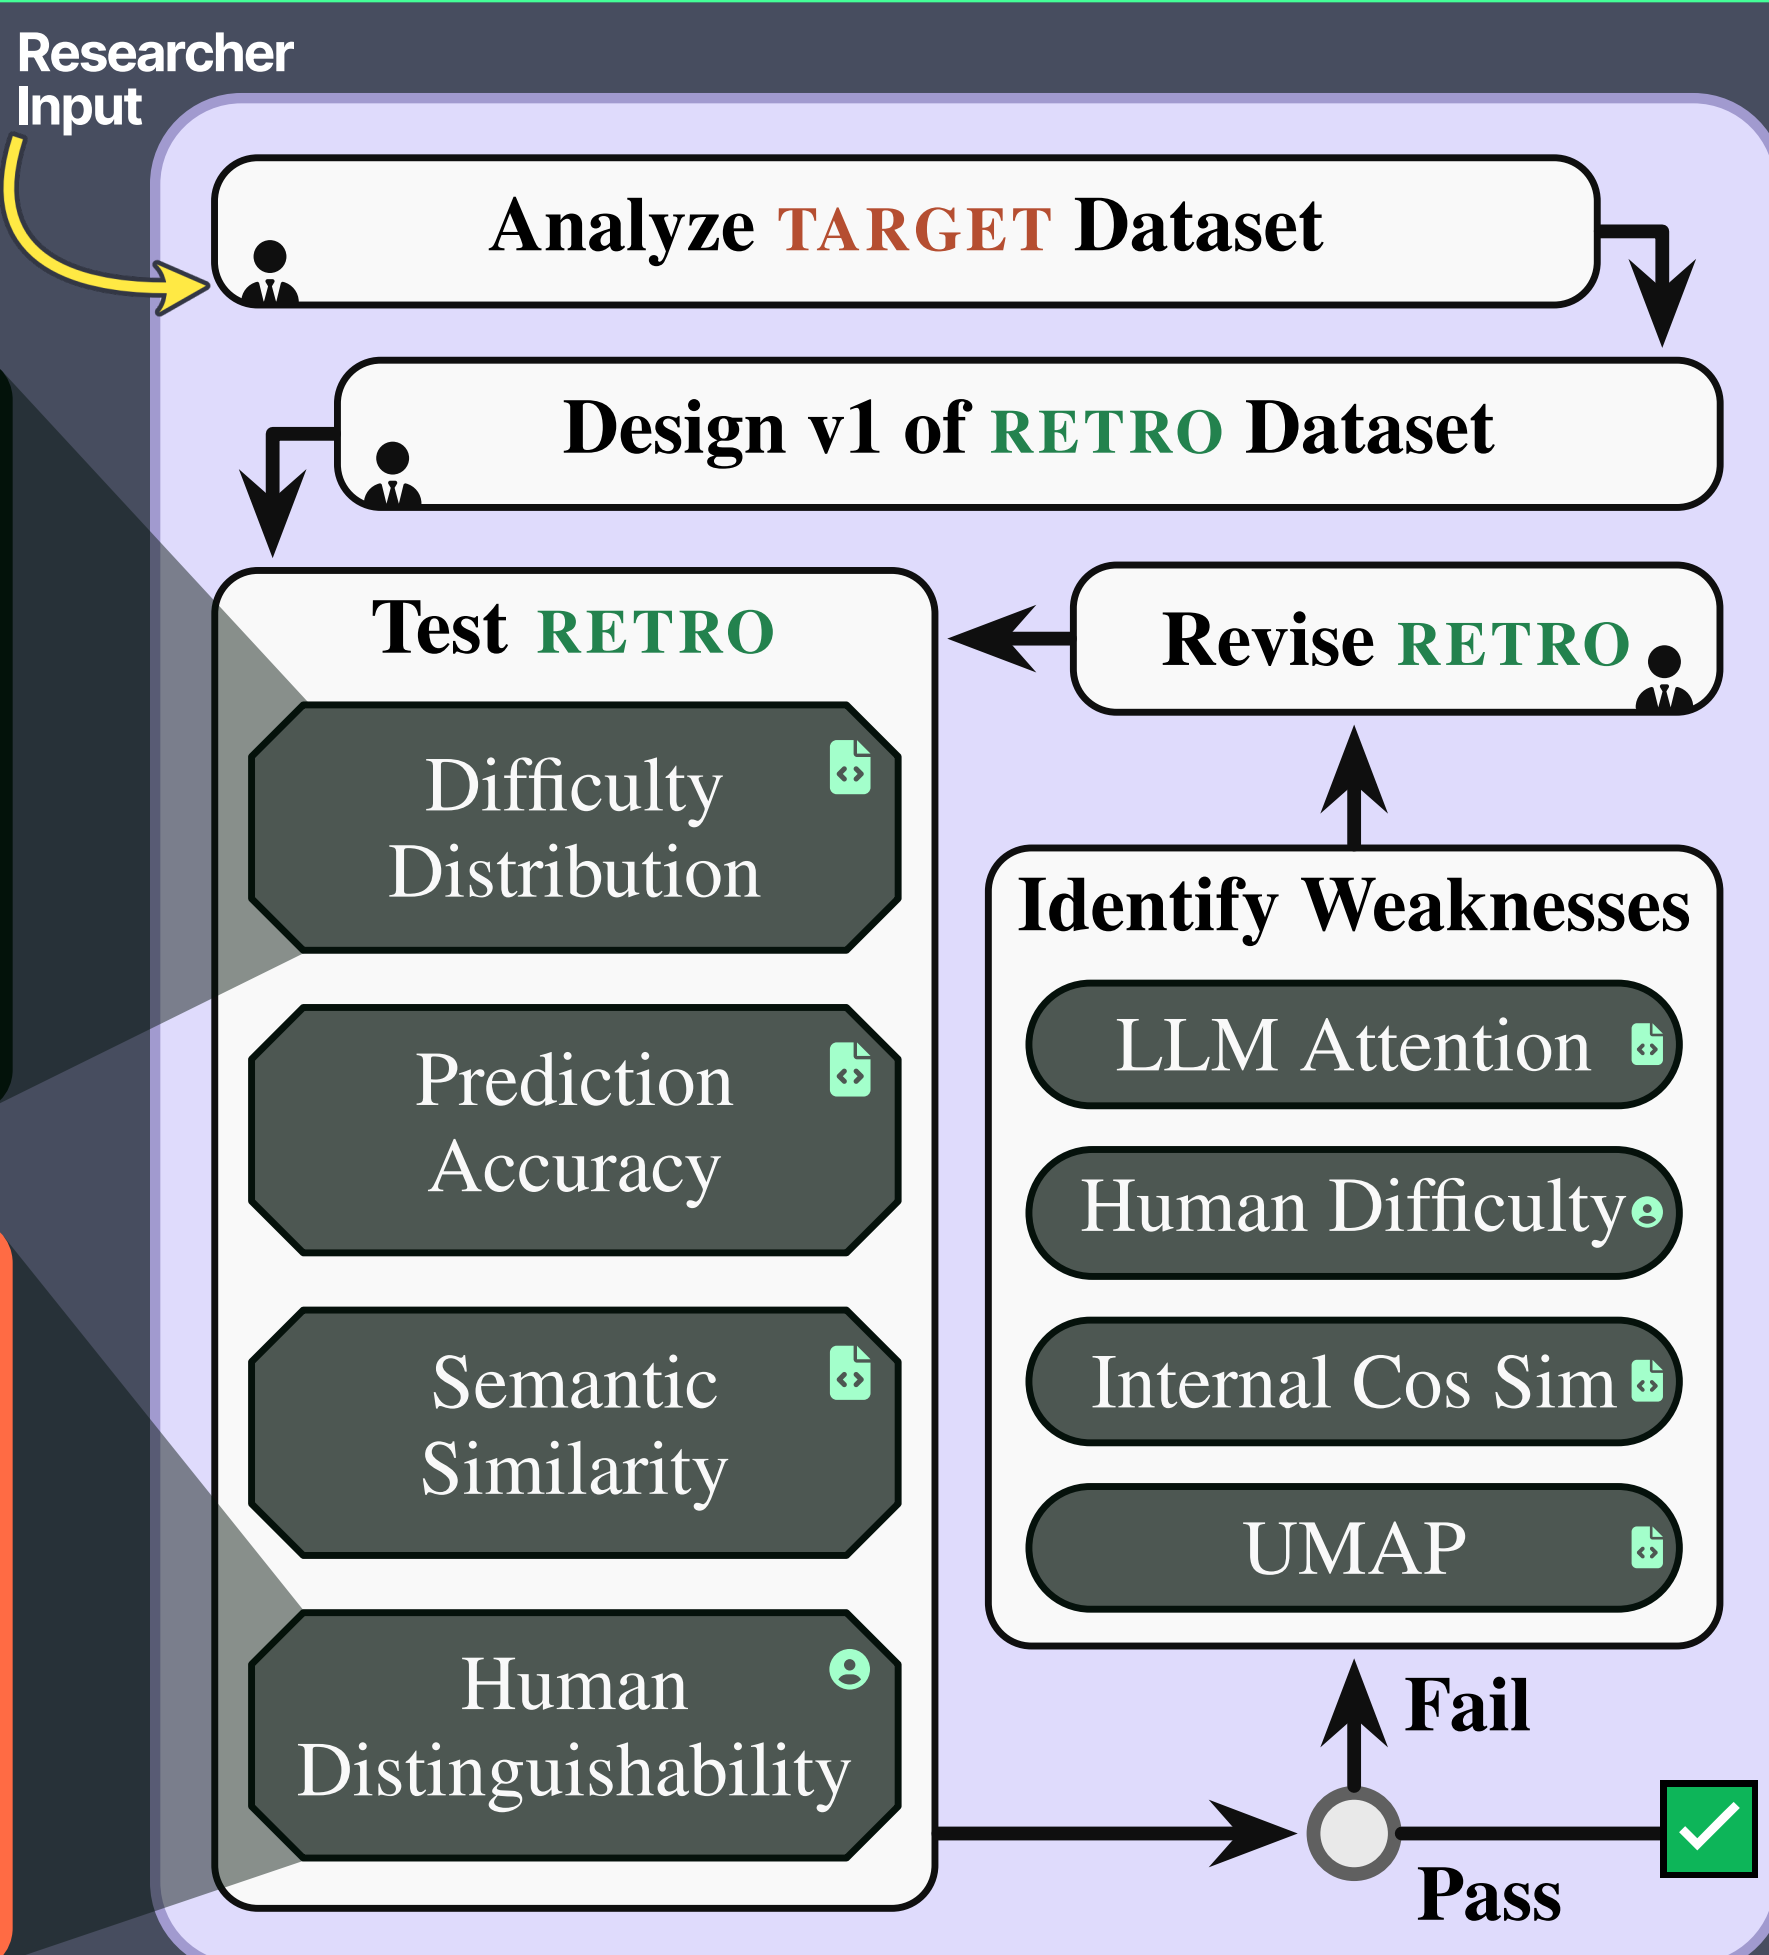 Researcher
Input
Analyze TARGET Dataset
Design v1 of RETRO Dataset
Test RETRO
Difficulty
Distribution
Prediction
Accuracy
Semantic
Similarity
Human
Distinguishability
Revise RETRO
Identify Weaknesses
LLM Attention
Human Difficulty
Internal Cos Sim
UMAP
Fail
Pass